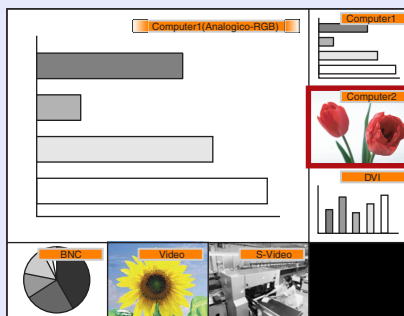 Computer1(Analogico-RGB)
Computer1
Computer2
DVI
BNC
Video
S-Video